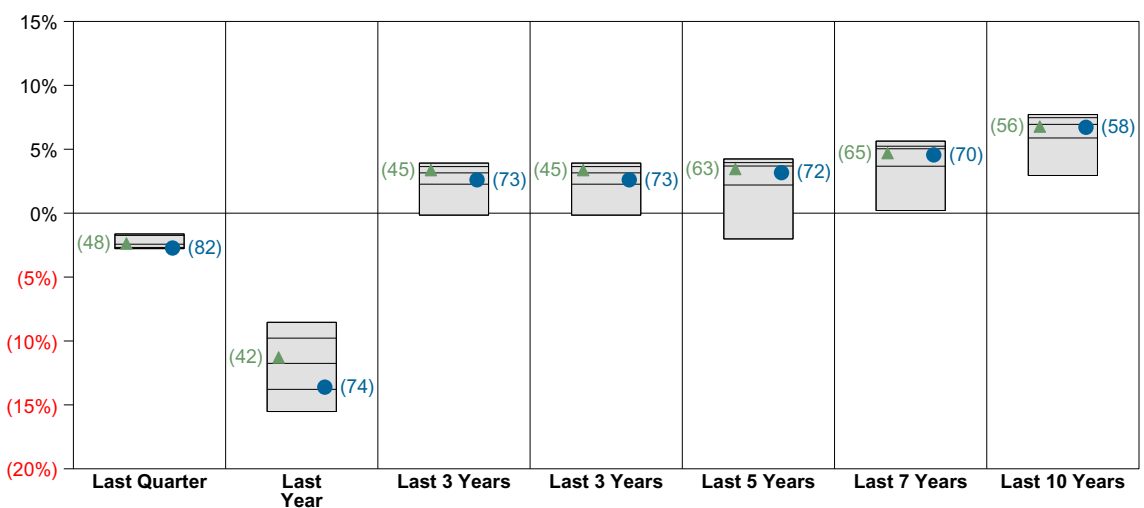 15%
10%
5%
0%
(5%)
(10%)
(15%)
(20%)
(48) (82)
(42) (74)
(45) (73)
(45) (73)
(63) (72)
(65) (70)
(56) (58)
Last Quarter
Last
Year
Last 3 Years
Last 3 Years
Last 5 Years
Last 7 Years
Last 10 Years